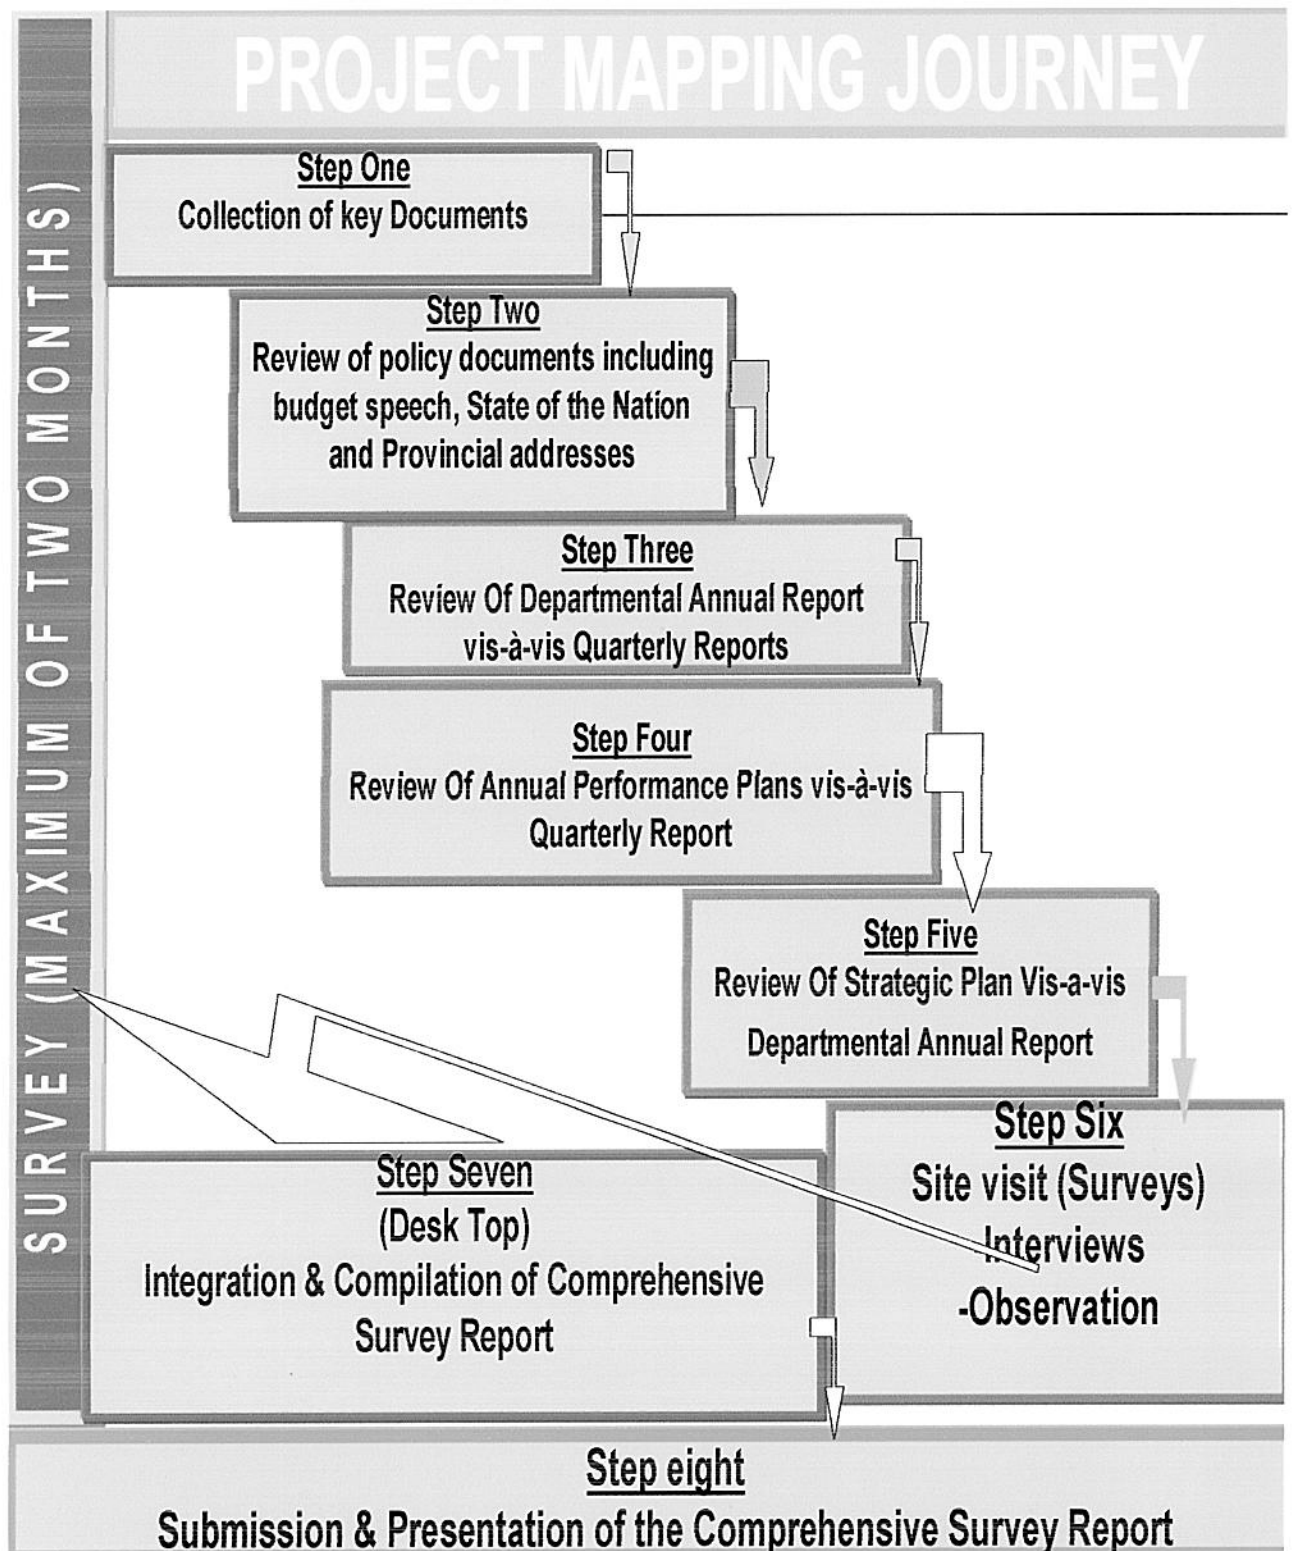 PROJECT MAPPING JOURNEY
SURVEY (MAXIMUM OF TWO MONTHS)
Step One
Collection of key Documents
Step Two
Review of policy documents including
budget speech, State of the Nation
and Provincial addresses
Step Three
Review Of Departmental Annual Report
vis-à-vis Quarterly Reports
Step Four
Review Of Annual Performance Plans vis-à-vis
Quarterly Report
Step Five
Review Of Strategic Plan Vis-a-vis
Departmental Annual Report
Step Six
Site visit (Surveys)
-Interviews
-Observation
Step Seven
(Desk Top)
Integration & Compilation of Comprehensive
Survey Report
Step eight
Submission & Presentation of the Comprehensive Survey Report